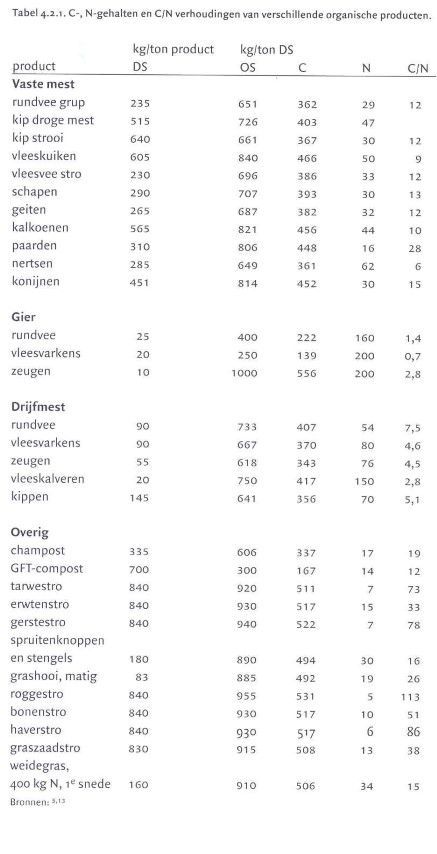 Tabel 4.2.1. C-, N-gehalten en C/N verhoudingen van verschillende organische producten.
kg/ton product kg/ton DS
product DS OS C N C/N
Vaste mest
rundvee grup 235 651 362 29 12
kip droge mest 515 726 403 47
kip strooi 640 661 367 30 12
vleeskuiken 605 840 466 50 9
vleesvee stro 230 696 386 33 12
schapen 290 707 393 30 13
geiten 265 687 382 32 12
kalkoenen 565 821 456 44 10
paarden 310 806 448 16 28
nertsen 285 649 361 62 6
konijnen 451 814 452 30 15
Gier
rundvee 25 400 222 160 1,4
vleesvarkens 20 250 139 200 0,7
zeugen 10 1000 556 200 2,8
Drijfmest
rundvee 90 733 407 54 7,5
vleesvarkens 90 667 370 80 4,6
zeugen 55 618 343 76 4,5
vleeskalveren 20 750 417 150 2,8
kippen 145 641 356 70 5,1
Overig
champost 335 606 337 17 19
GFT-compost 700 300 167 14 12
tarwestro 840 920 511 7 73
erwtenstro 840 930 517 15 33
gerstestro 840 940 522 7 78
spruitenknoppen
en stengels 180 890 494 30 16
grashooi, matig 83 885 492 19 26
roggestro 840 955 531 5 113
bonenstro 840 930 517 10 51
haverstro 840 930 517 6 86
graszaadstro 830 915 508 13 38
weidegras,
400 kg N, 1e snede 160 910 506 34 15
Bronnen: 5,13